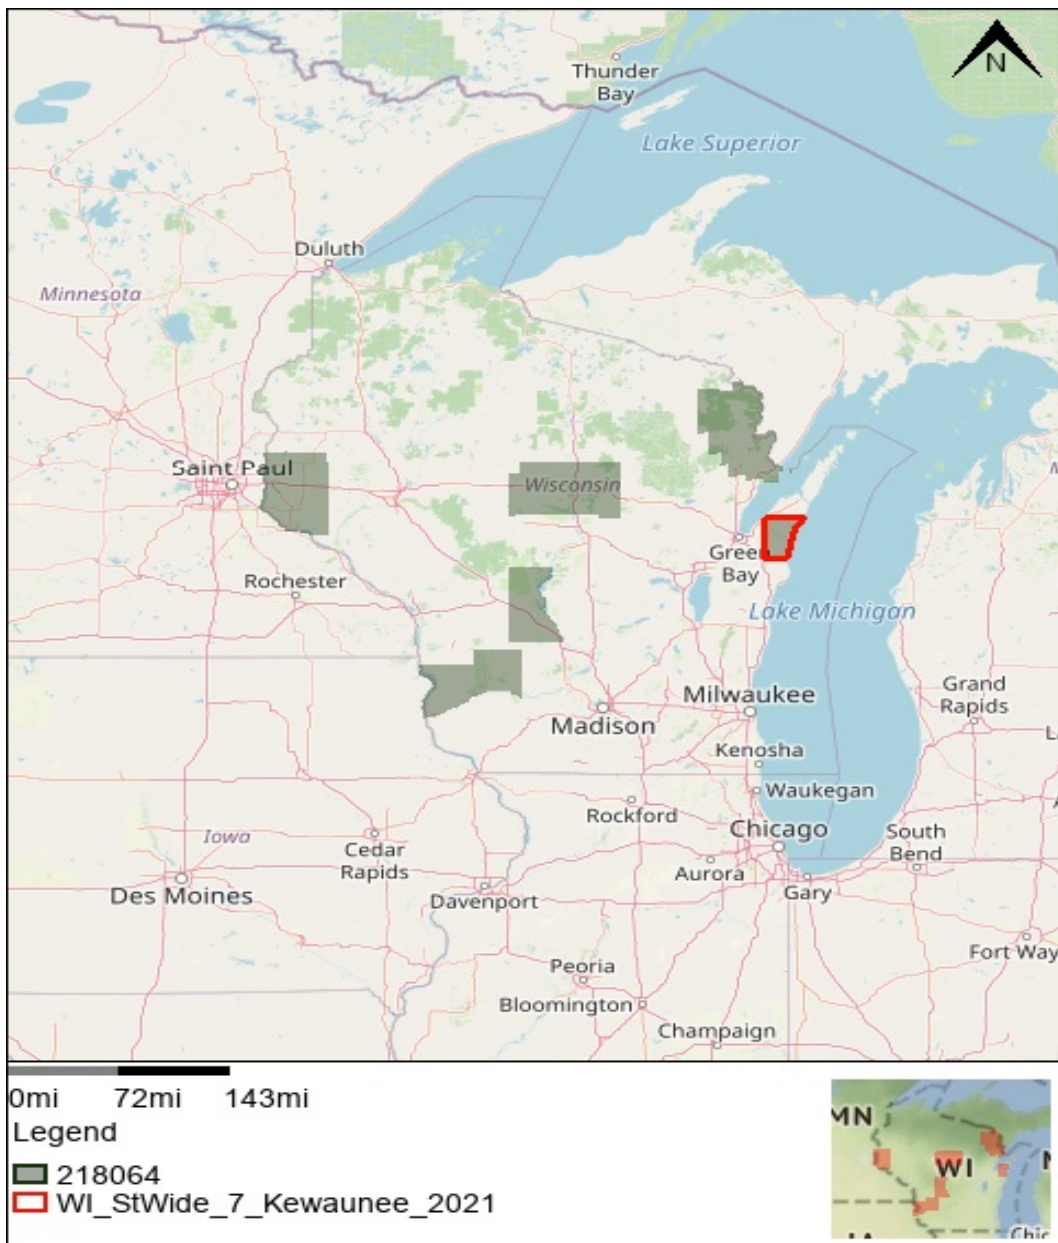 N
Thunder
Bay
Lake Superior
Duluth
Minnesota
Saint Paul
Wisconsin
Green
Bay
Rochester
Lake Michigan
Grand
Rapids
Milwaukee
Madison
Kenosha
Waukegan
Rockford
Chicago
South
Bend
Iowa
Cedar
Rapids
Aurora
Gary
Des Moines
Davenport
Fort Way
Peoria
Bloomington
Champaign
0mi 72mi 143mi
Legend
218064
WI_StWide_7_Kewaunee_2021
MN
WI
IA
Chic